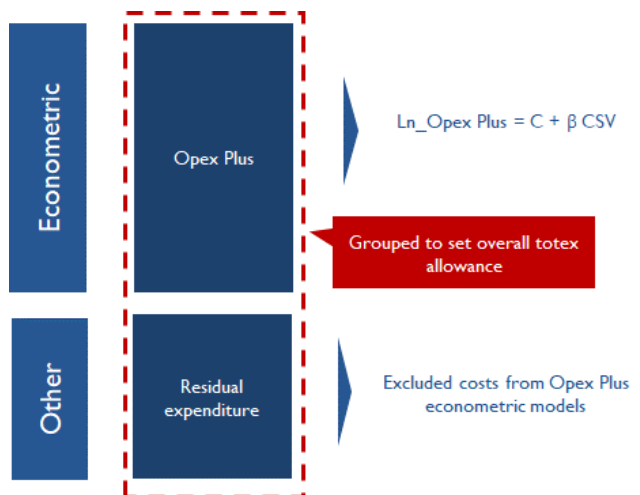 Econometric
Opex Plus
Ln_Opex Plus = C + β CSV
Grouped to set overall totex
allowance
Other
Residual
expenditure
Excluded costs from Opex Plus
econometric models